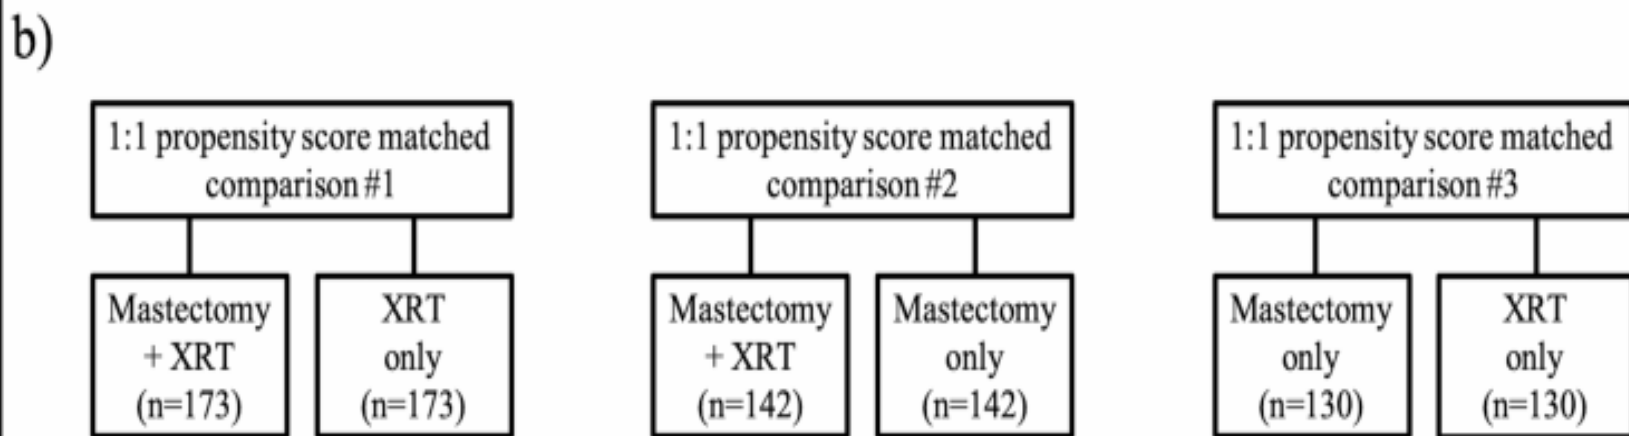 b)
1:1 propensity score matched
comparison #1
Mastectomy
+ XRT
(n=173)
XRT
only
(n=173)
1:1 propensity score matched
comparison #2
Mastectomy
+ XRT
(n=142)
Mastectomy
only
(n=142)
1:1 propensity score matched
comparison #3
Mastectomy
only
(n=130)
XRT
only
(n=130)